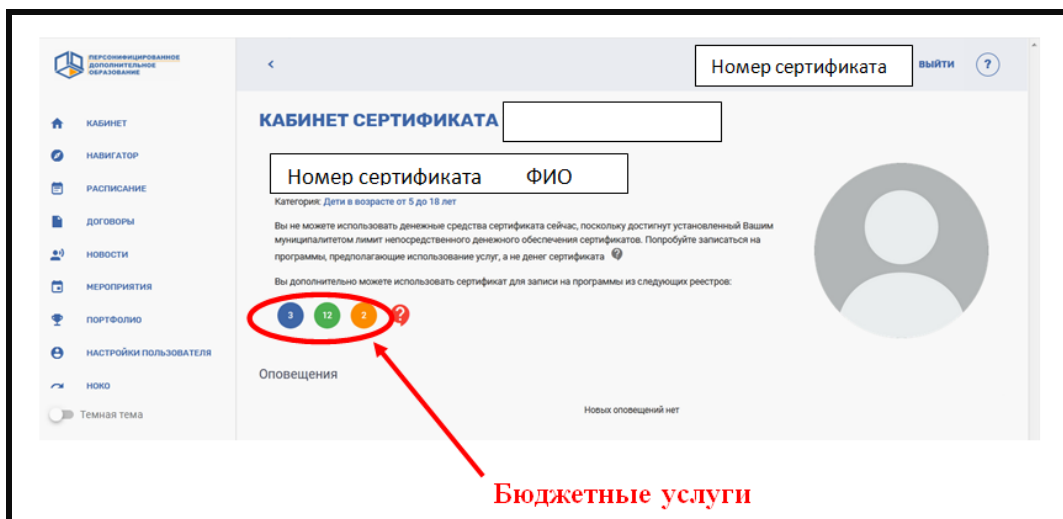 ПЕРСОНИФИЦИРОВАННОЕ
ДОПОЛНИТЕЛЬНОЕ
ОБРАЗОВАНИЕ
Номер сертификата
ВЫЙТИ
?
КАБИНЕТ
НАВИГАТОР
РАСПИСАНИЕ
ДОГОВОРЫ
НОВОСТИ
МЕРОПРИЯТИЯ
ПОРТФОЛИО
НАСТРОЙКИ ПОЛЬЗОВАТЕЛЯ
НОКО
Темная тема
КАБИНЕТ СЕРТИФИКАТА
Номер сертификата ФИО
Категория: Дети в возрасте от 5 до 18 лет
Вы не можете использовать денежные средства сертификата сейчас, поскольку достигнут установленный Вашим
муниципалитетом лимит непосредственного денежного обеспечения сертификатов. Попробуйте записаться на
программы, предполагающие использование услуг, а не денег сертификата ?
Вы дополнительно можете использовать сертификат для записи на программы из следующих реестров:
3 12 2 ?
Оповещения
Новых оповещений нет
Бюджетные услуги